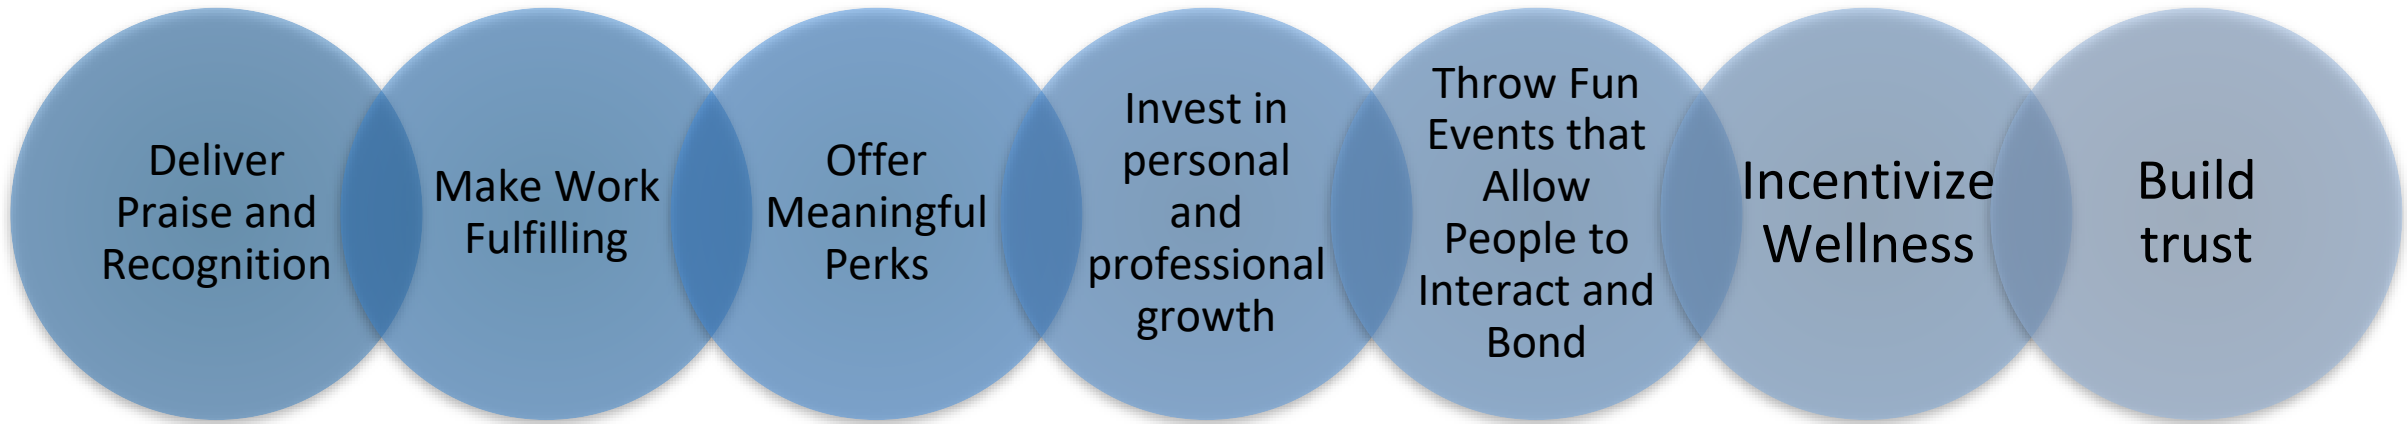 Deliver
Praise and
Recognition
Make Work
Fulfilling
Offer
Meaningful
Perks
Invest in
personal
and
professional
growth
Throw Fun
Events that
Allow
People to
Interact and
Bond
Incentivize
Wellness
Build
trust